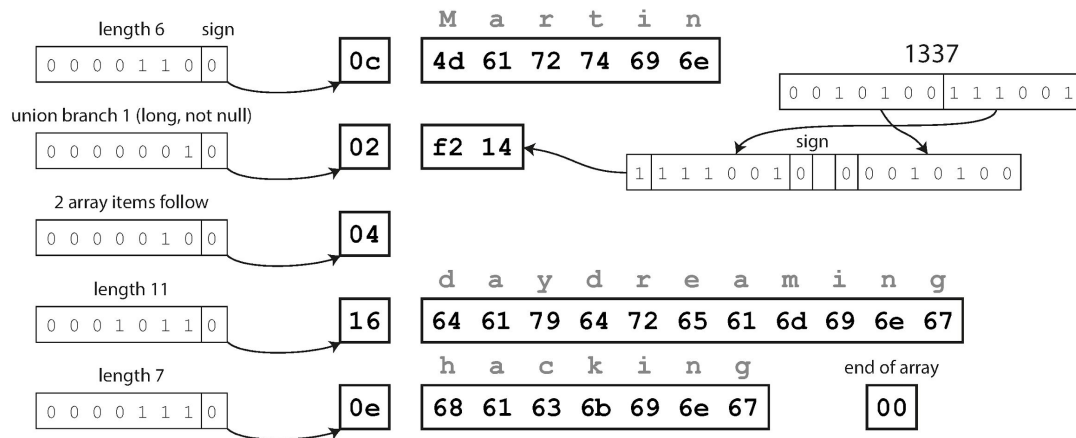 length 6 sign
0 0 0 0 1 1 0 0
0c
M a r t i n
4d 61 72 74 69 6e
1337
0 0 1 0 1 0 0 1 1 1 0 0 1
union branch 1 (long, not null)
0 0 0 0 0 0 1 0
02
f2 14
sign
1 1 1 1 0 0 1 0 0 0 0 1 0 1 0 0
2 array items follow
0 0 0 0 0 1 0 0
04
length 11
0 0 0 1 0 1 1 0
16
d a y d r e a m i n g
64 61 79 64 72 65 61 6d 69 6e 67
length 7
0 0 0 0 1 1 1 0
0e
h a c k i n g
68 61 63 6b 69 6e 67
end of array
00